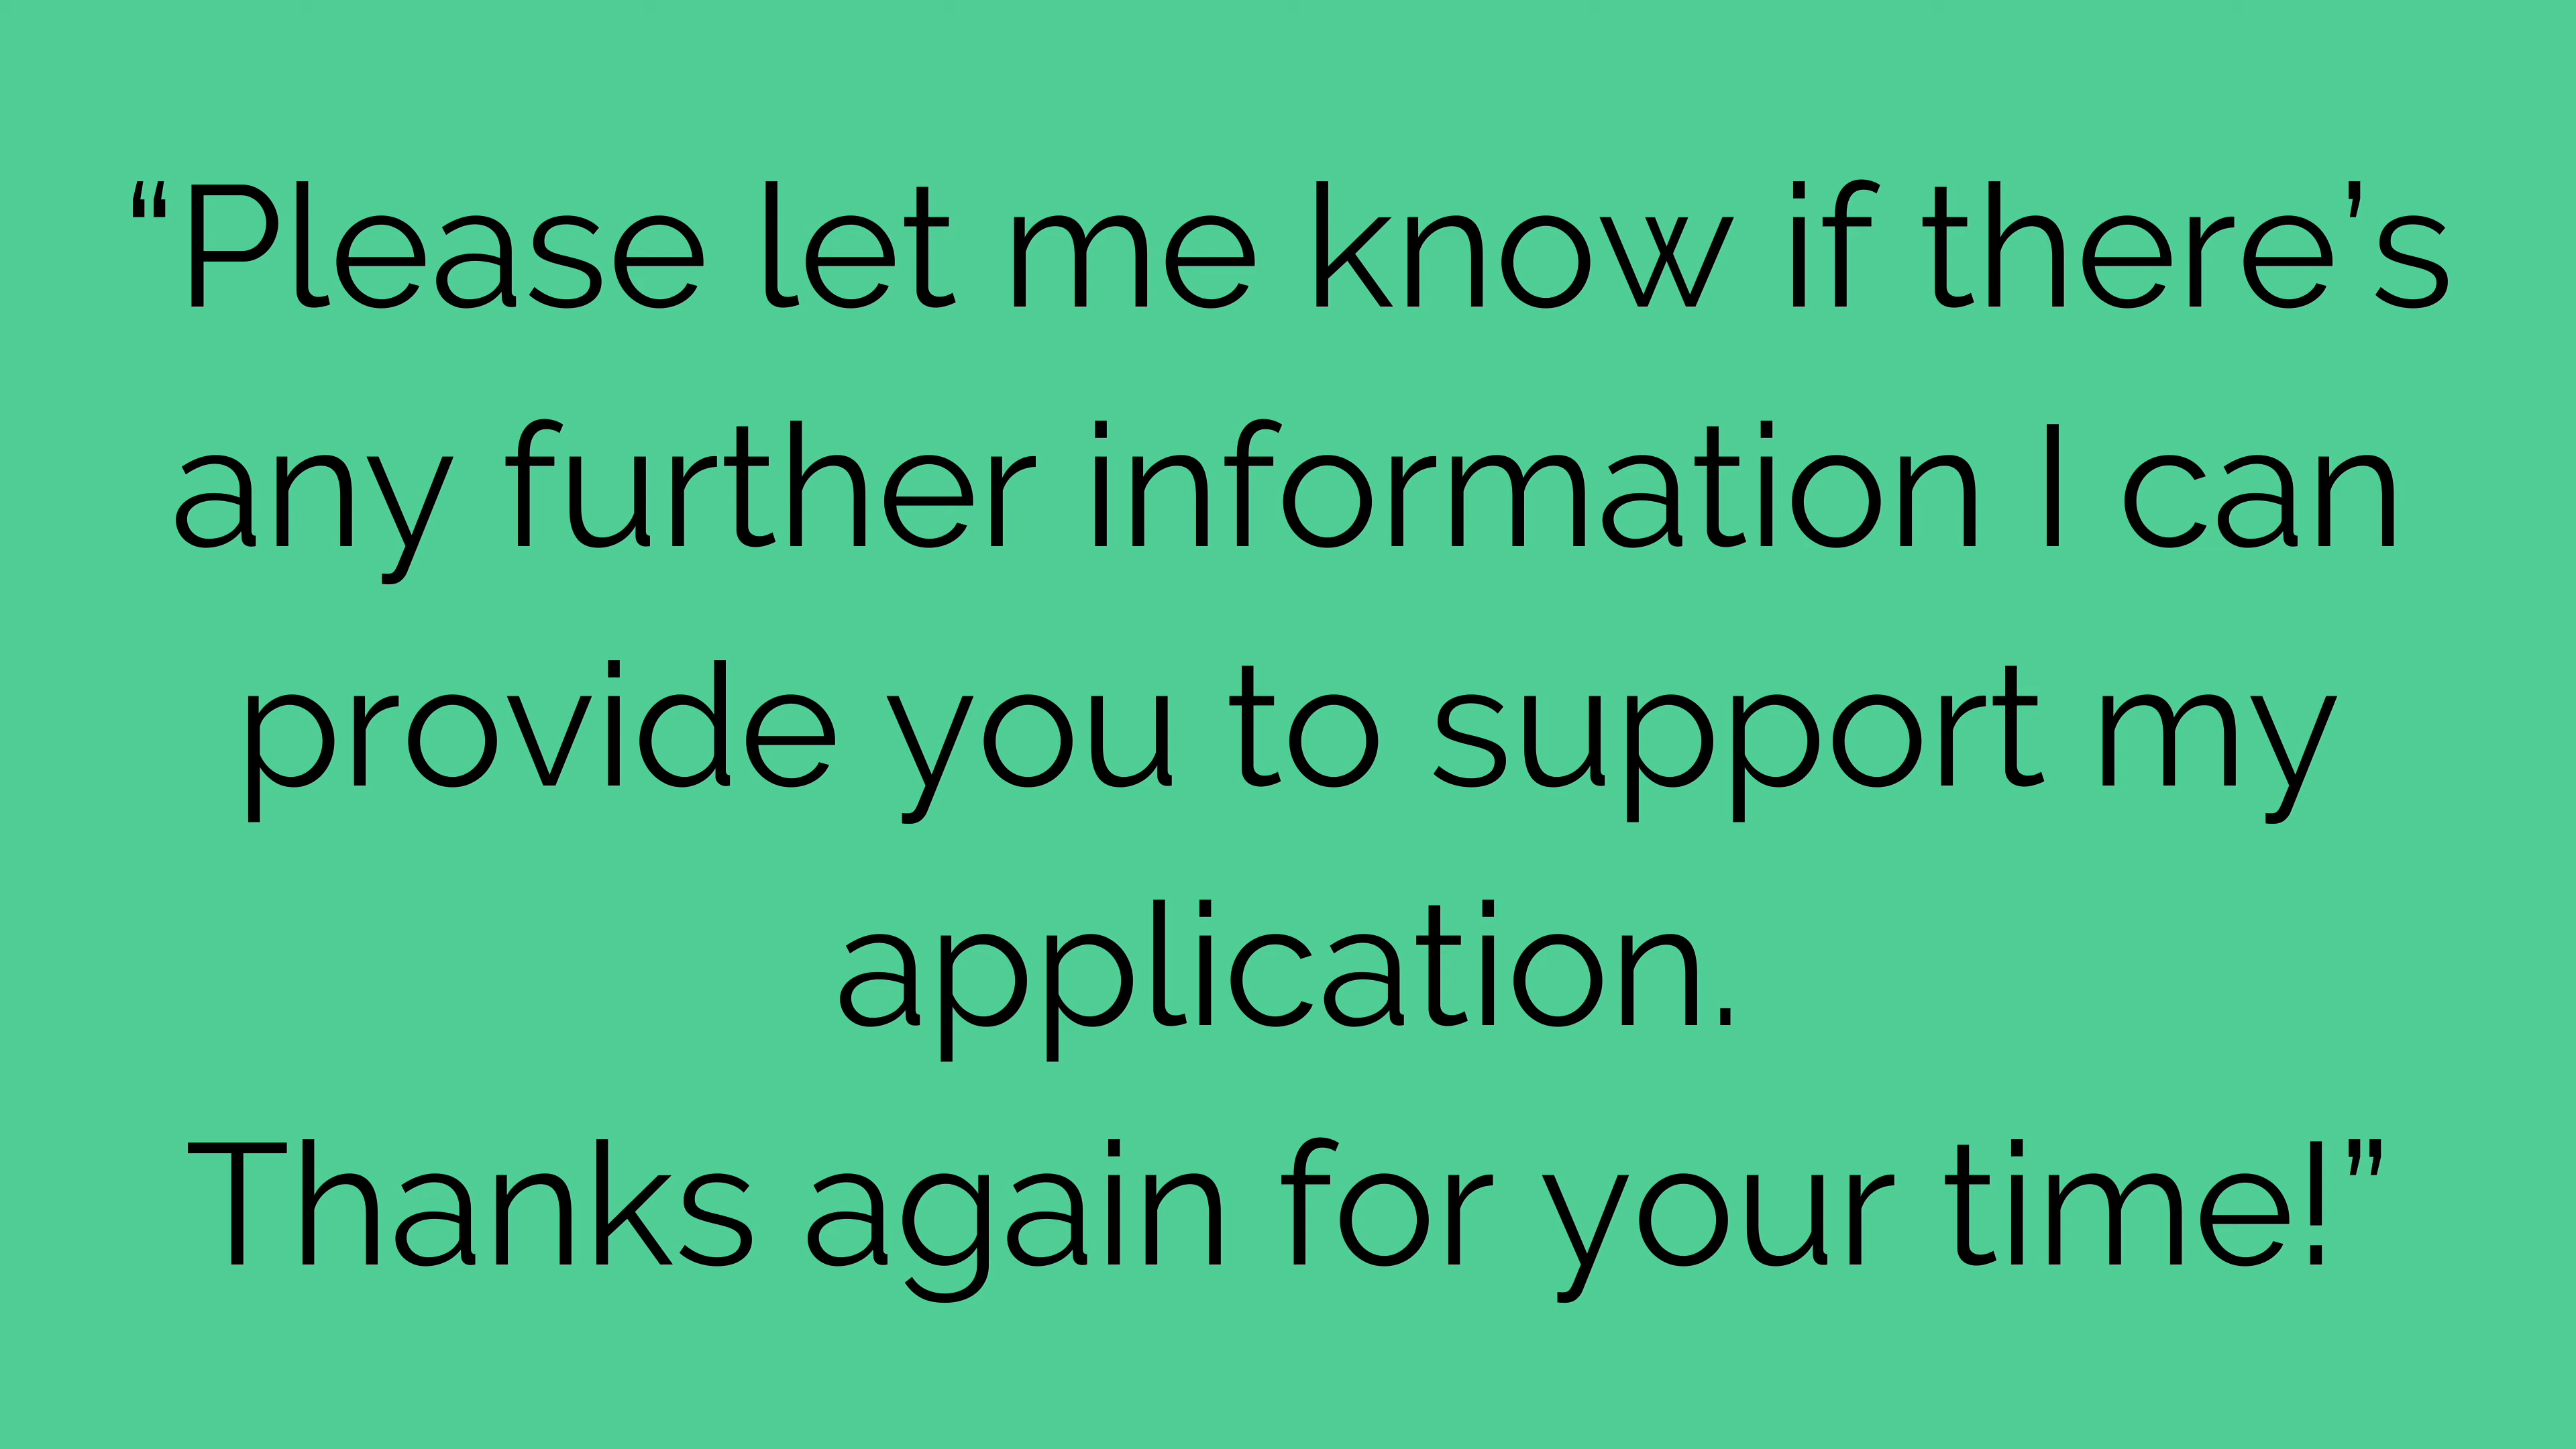 “Please let me know if there’s
any further information I can
provide you to support my
application.
Thanks again for your time!”